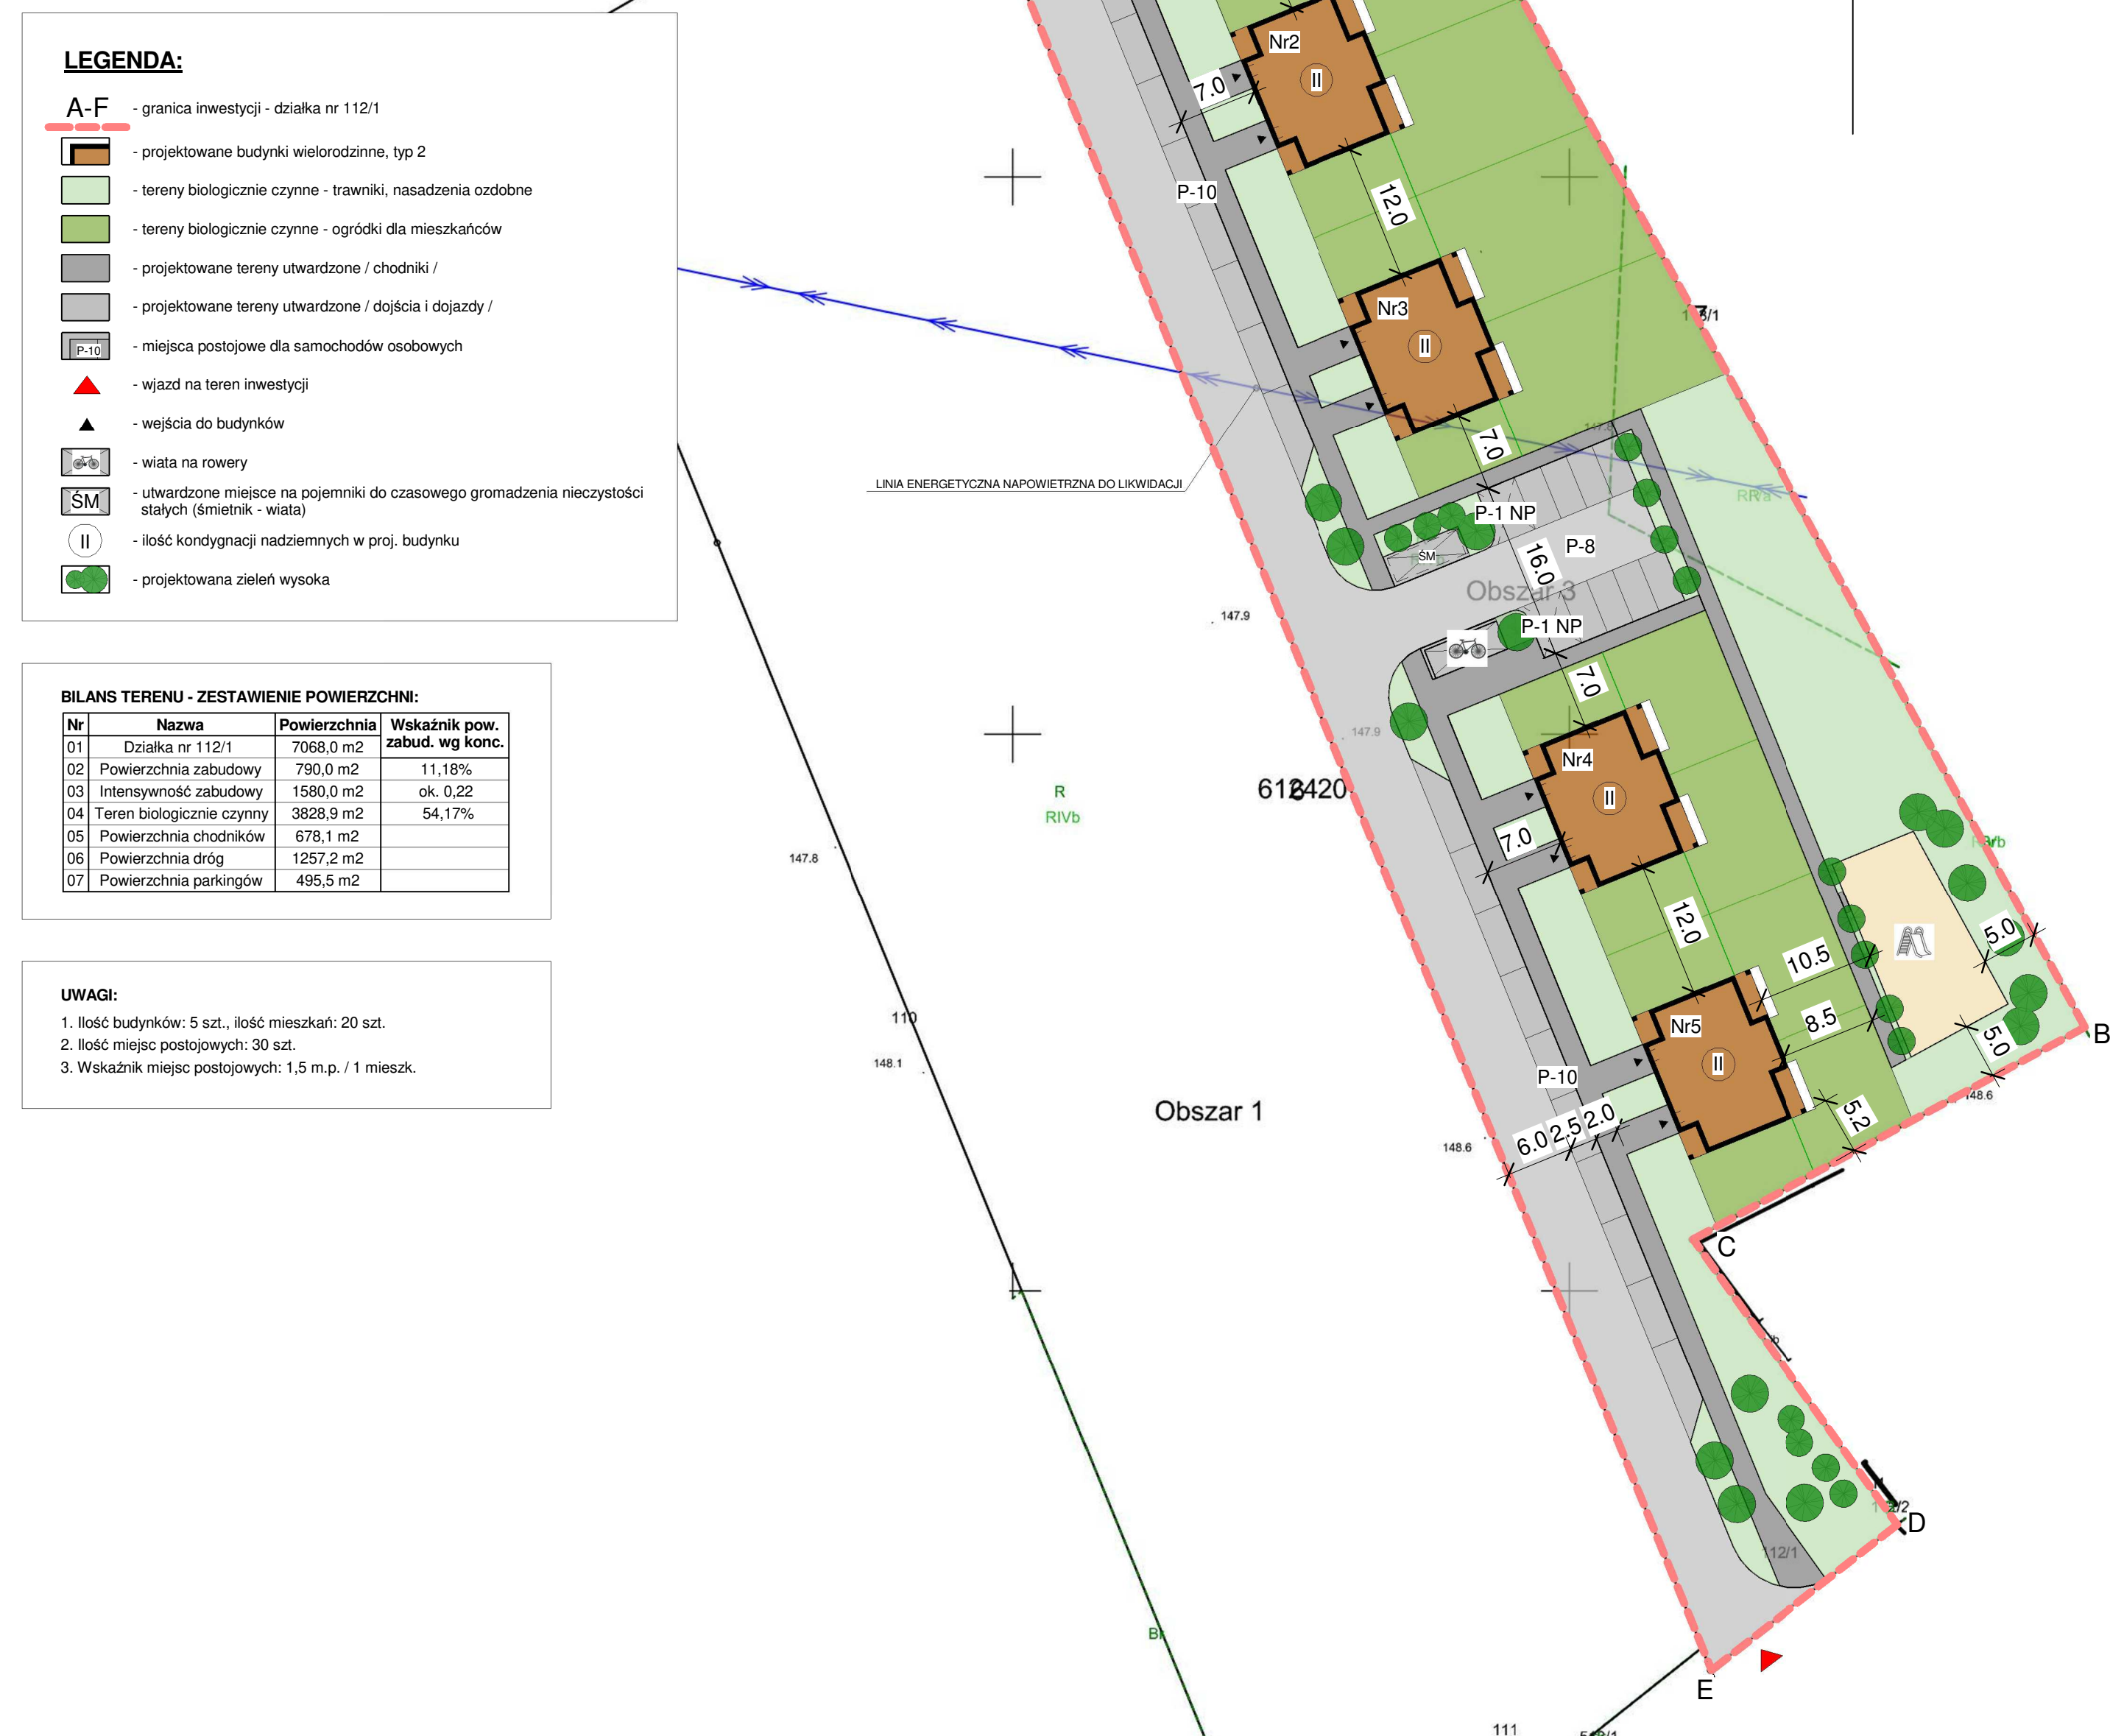 LEGENDA:
A-F - granica inwestycji - działka nr 112/1
- projektowane budynki wielorodzinne, typ 2
- tereny biologicznie czynne - trawniki, nasadzenia ozdobne
- tereny biologicznie czynne - ogródki dla mieszkańców
- projektowane tereny utwardzone / chodniki /
- projektowane tereny utwardzone / dojścia i dojazdy /
P-10 - miejsca postojowe dla samochodów osobowych
- wjazd na teren inwestycji
- wejścia do budynków
- wiata na rowery
ŚM - utwardzone miejsce na pojemniki do czasowego gromadzenia nieczystości
stałych (śmietnik - wiata)
II - ilość kondygnacji nadziemnych w proj. budynku
- projektowana zieleń wysoka
BILANS TERENU - ZESTAWIENIE POWIERZCHNI:
Nr Nazwa Powierzchnia Wskaźnik pow. zabud. wg konc.
01 Działka nr 112/1 7068,0 m2
02 Powierzchnia zabudowy 790,0 m2 11,18%
03 Intensywność zabudowy 1580,0 m2 ok. 0,22
04 Teren biologicznie czynny 3828,9 m2 54,17%
05 Powierzchnia chodników 678,1 m2
06 Powierzchnia dróg 1257,2 m2
07 Powierzchnia parkingów 495,5 m2
UWAGI:
1. Ilość budynków: 5 szt., ilość mieszkań: 20 szt.
2. Ilość miejsc postojowych: 30 szt.
3. Wskaźnik miejsc postojowych: 1,5 m.p. / 1 mieszk.
Nr2
II
7.0
P-10
12.0
Nr3
II
7.0
147.8
LINIA ENERGETYCZNA NAPOWIETRZNA DO LIKWIDACJI
P-1 NP
P-8
ŚM
16.0
Obszar 3
147.9
P-1 NP
7.0
147.9
Nr4
II
R
RIVb
7.0
147.8
12.0
10.5
5.0
8.5
Nr5
II
5.0
B
110
148.1
P-10
Obszar 1
6.0 2.5 2.0
5.2
148.6
148.6
C
D
112/1
E
111